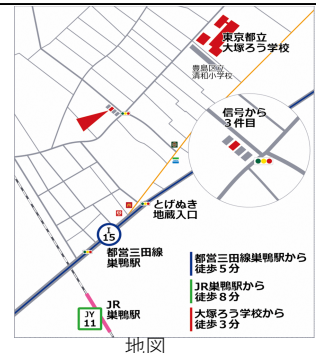 東京都立
大塚ろう学校
豊島区立
清和小学校
信号から
3件目
とげぬき
地蔵入口
I
15
都営三田線
巣鴨駅
JR
巣鴨駅
JY
11
都営三田線巣鴨駅から
徒歩5分
JR巣鴨駅から
徒歩8分
大塚ろう学校から
徒歩3分
地図